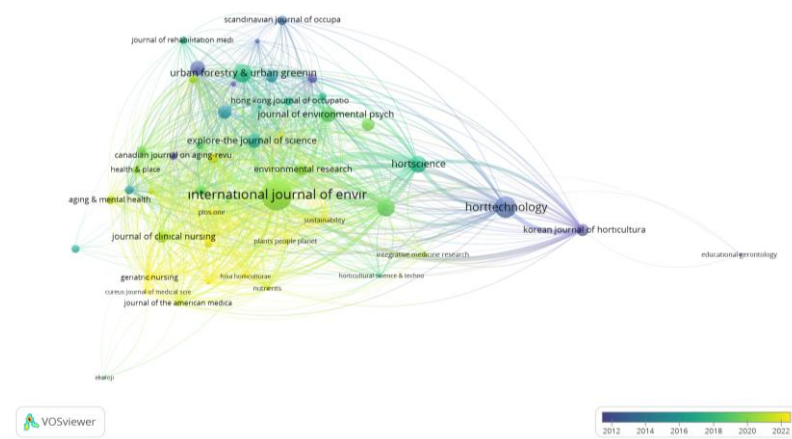 scandinavian journal of occupa
journal of rehabilitation medi
urban forestry & urban greenin
hong kong journal of occupatio
journal of environmental psych
explore-the journal of science
canadian journal on aging-revu
health & place
environmental research
hortscience
aging & mental health
international journal of envir
horttechnology
plos one
sustainability
korean journal of horticultura
journal of clinical nursing
plants people planet
integrative medicine research
educational gerontology
geriatric nursing
folia horticulturae
horticultural science & techno
cureus journal of medical scie
nutrients
journal of the american medica
ekoloji
VOSviewer
2012 2014 2016 2018 2020 2022